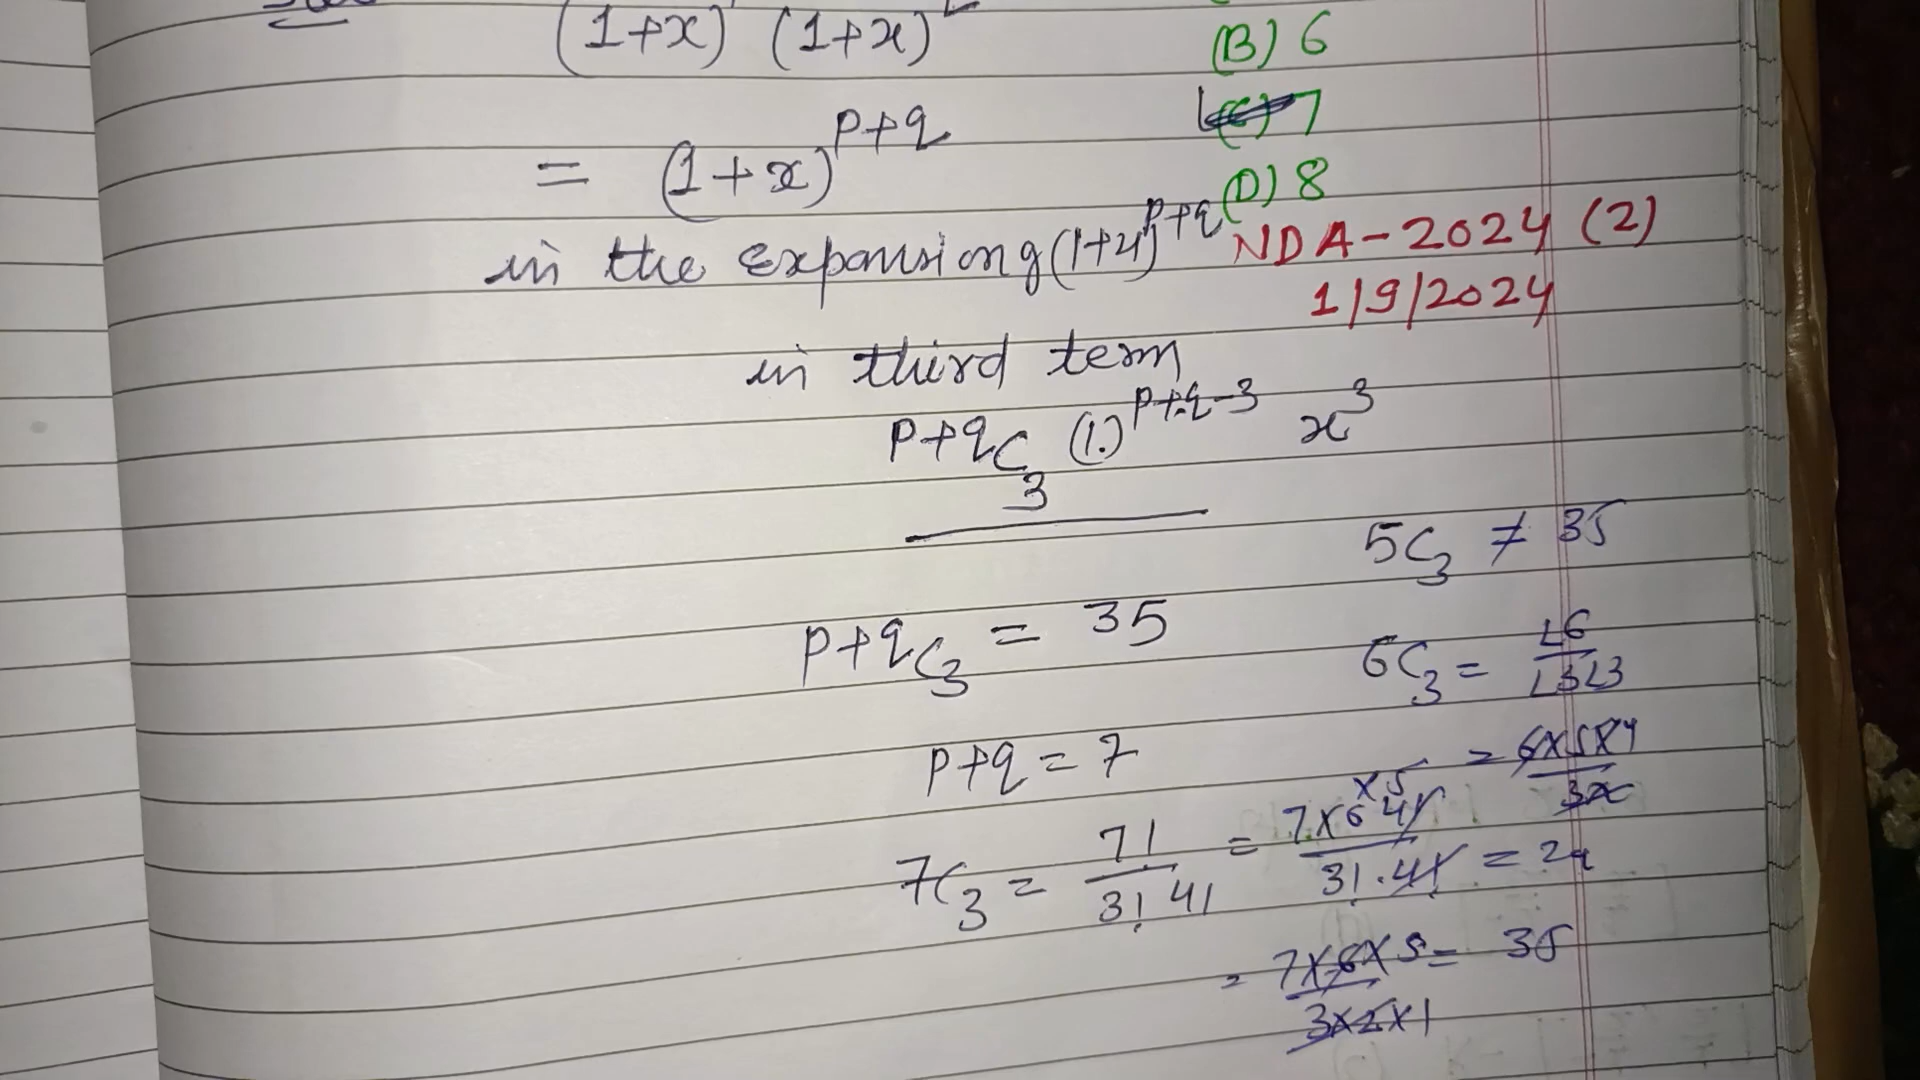 (1+x) (1+x)
(B) 6
= (1+x)^p+q
(C) 7
(D) 8
in the expansion of (1+x)^p+q
NDA-2024 (2)
1/9/2024
in third term
p+qC3 (1.)^p+q-3 x^3
5C3 ≠ 35
p+qC3 = 35
6C3 = ∟6 / ∟3∟3
= 6×5×4 / 3×
p+q = 7
7C3 = 7! / 3! 4! = 7×6×5 4! / 3!.4!
= 24
= 7×6×5 / 3×2×1 = 35